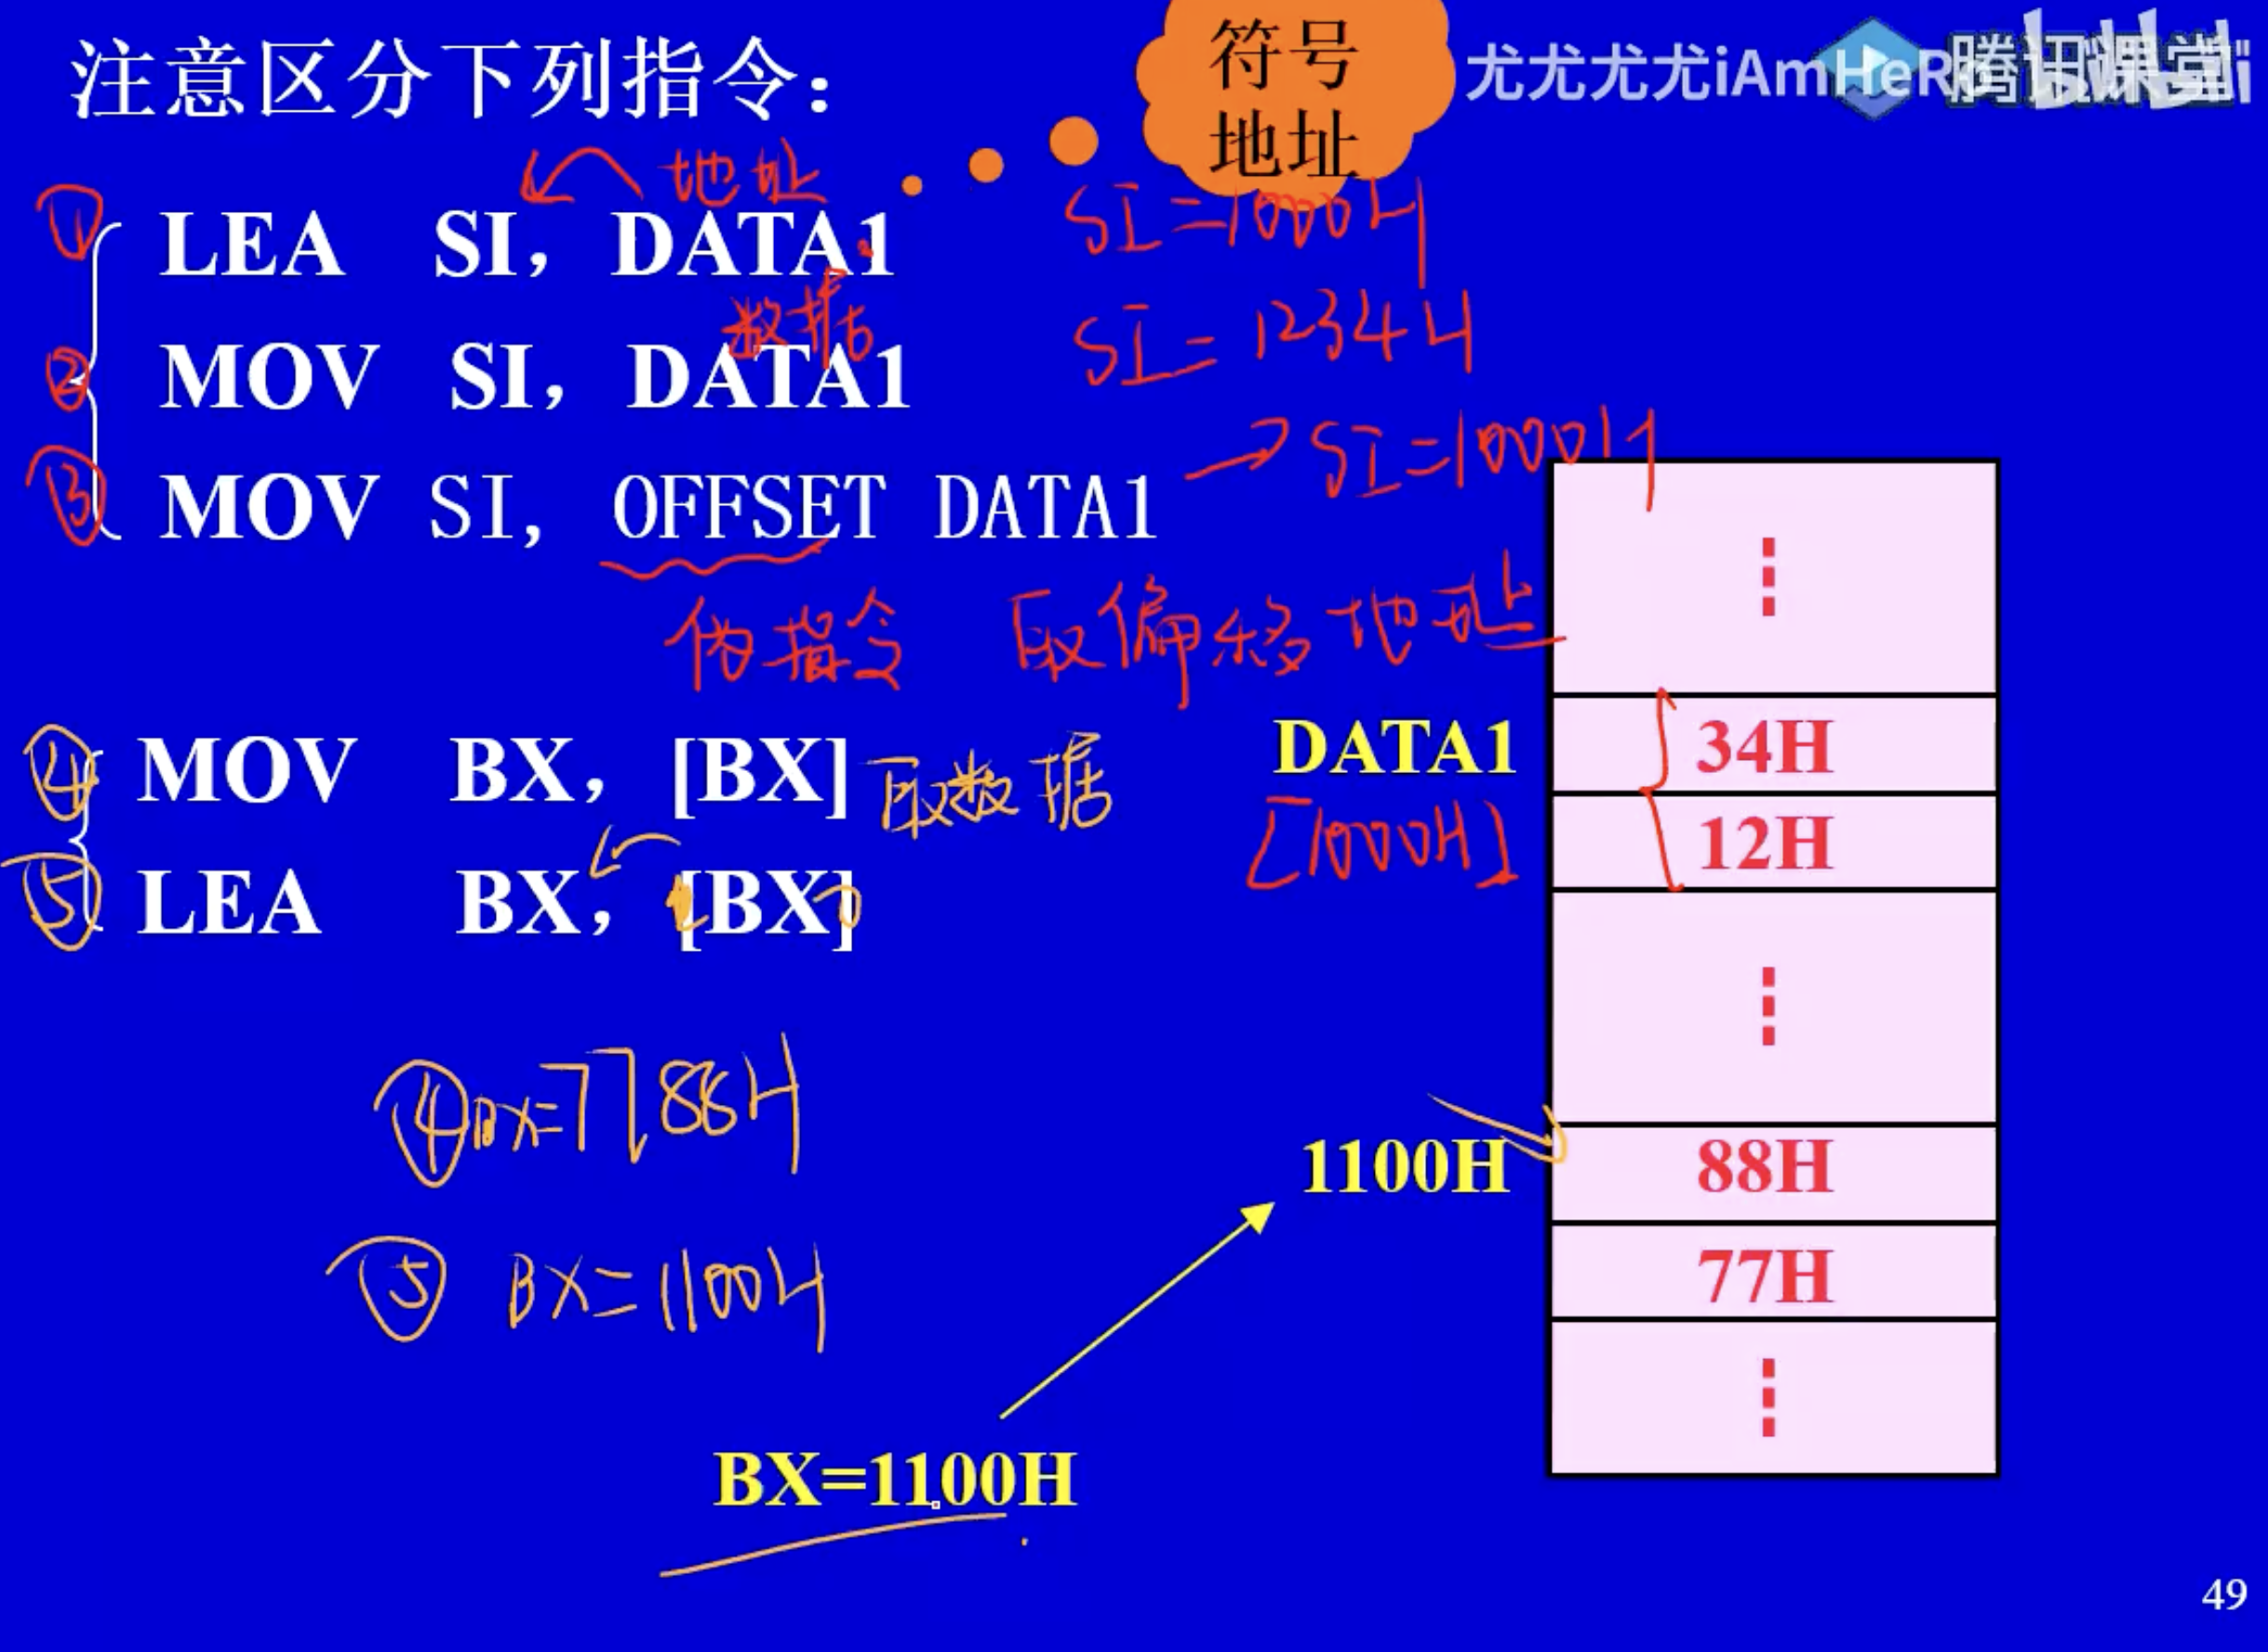 注意区分下列指令：
符号
地址
尤尤尤尤iAmHeR
腾讯课堂
地址
① LEA SI，DATA1
SI=1000H
数据
② MOV SI，DATA1
SI=1234H
③ MOV SI，OFFSET DATA1
→ SI=1000H
伪指令 取偏移地址
④ MOV BX，[BX] 取数据
⑤ LEA BX，[BX]
DATA1 34H
[1000H] 12H
④ BX=7788H
1100H 88H
77H
⑤ BX=1100H
BX=1100H
49